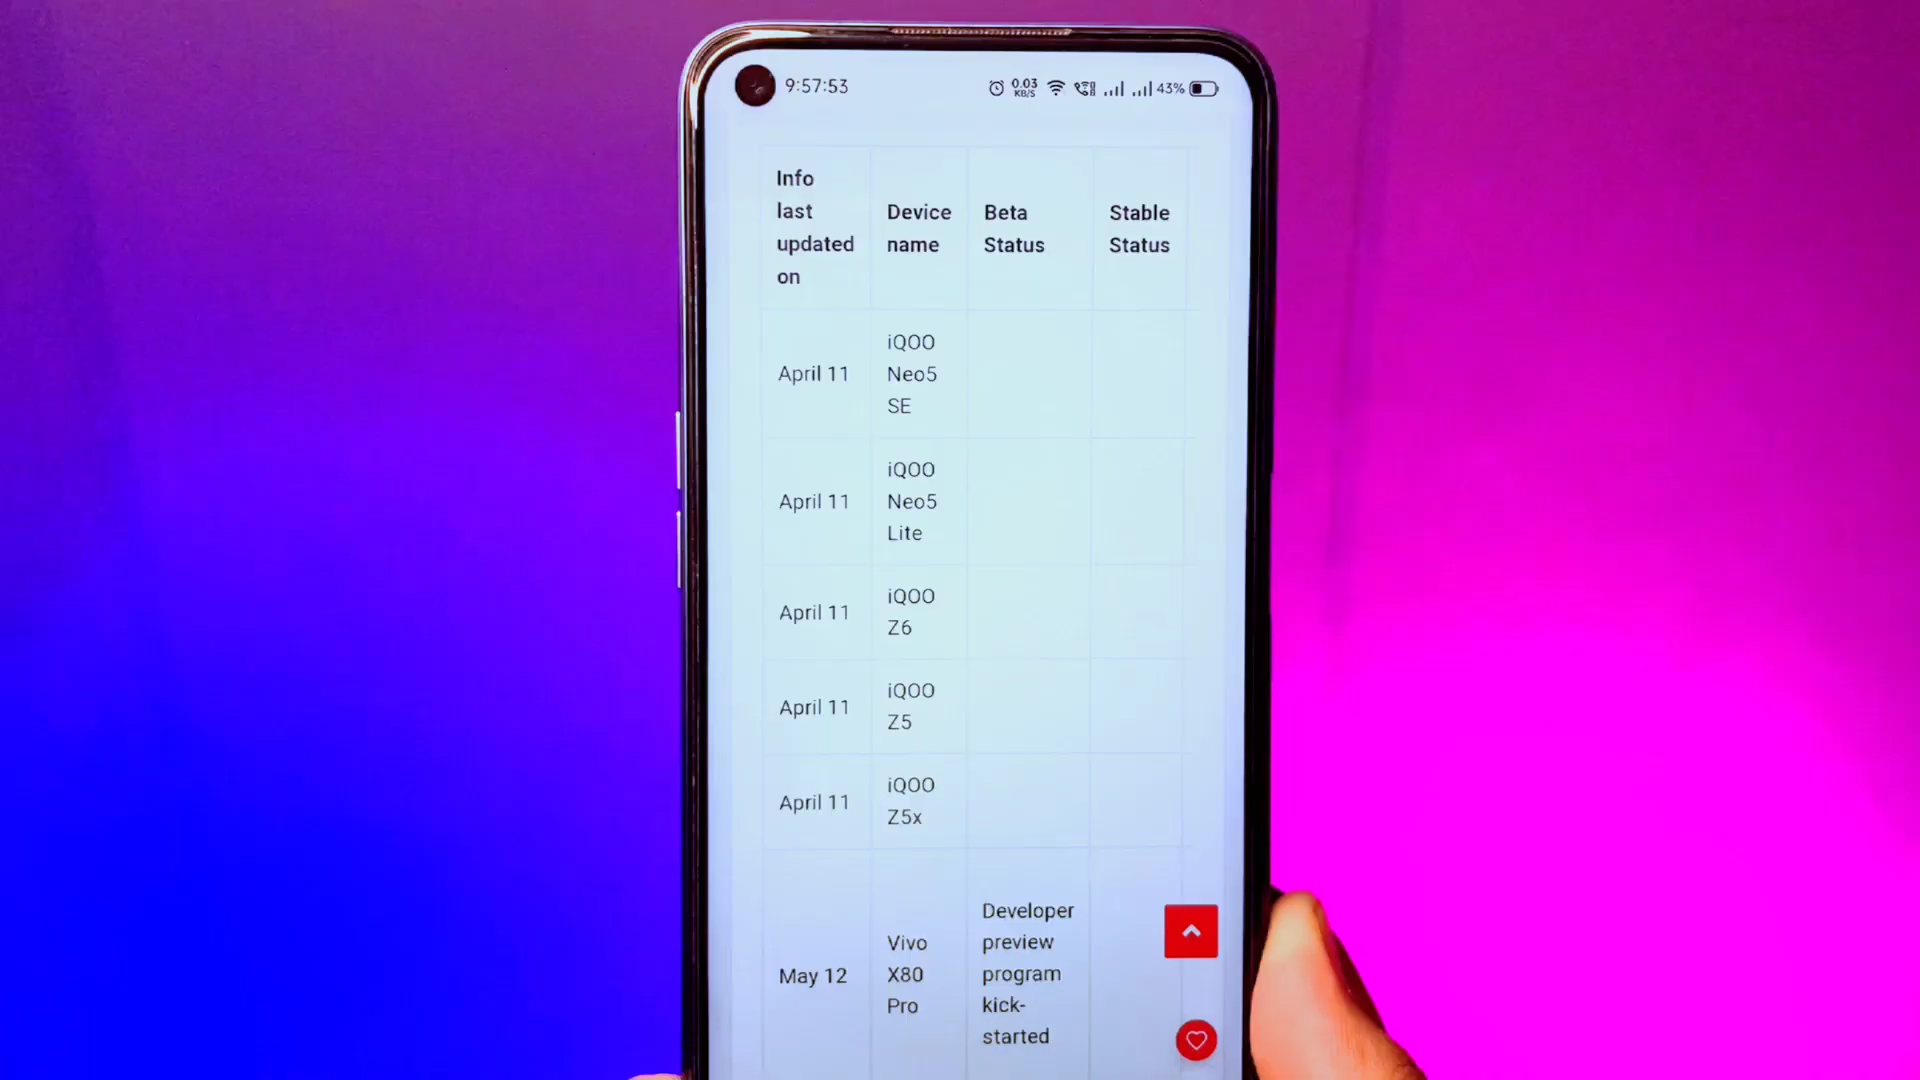 9:57:53
0.03
KB/S
43%
Info
last
updated
on
Device
name
Beta
Status
Stable
Status
April 11
iQOO
Neo5
SE
April 11
iQOO
Neo5
Lite
April 11
iQOO
Z6
April 11
iQOO
Z5
April 11
iQOO
Z5x
May 12
Vivo
X80
Pro
Developer
preview
program
kick-
started